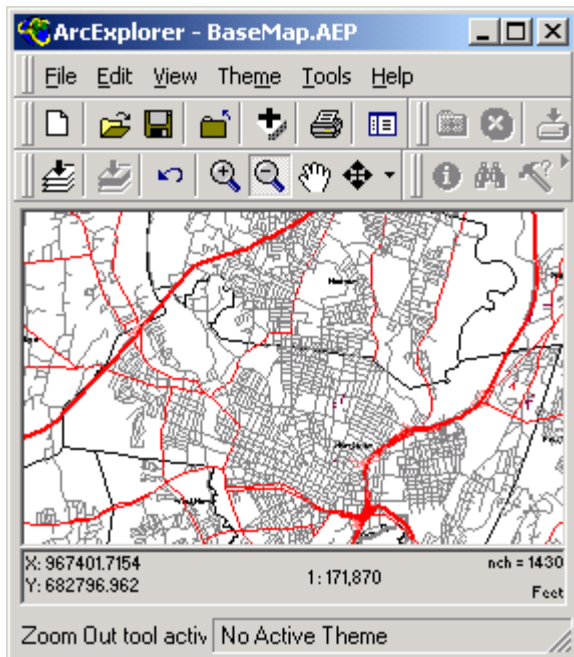 ArcExplorer - BaseMap.AEP
File Edit View Theme Tools Help
X: 967401.7154
Y: 682796.962
1:171,870
nch = 1430
Feet
Zoom Out tool activ
No Active Theme